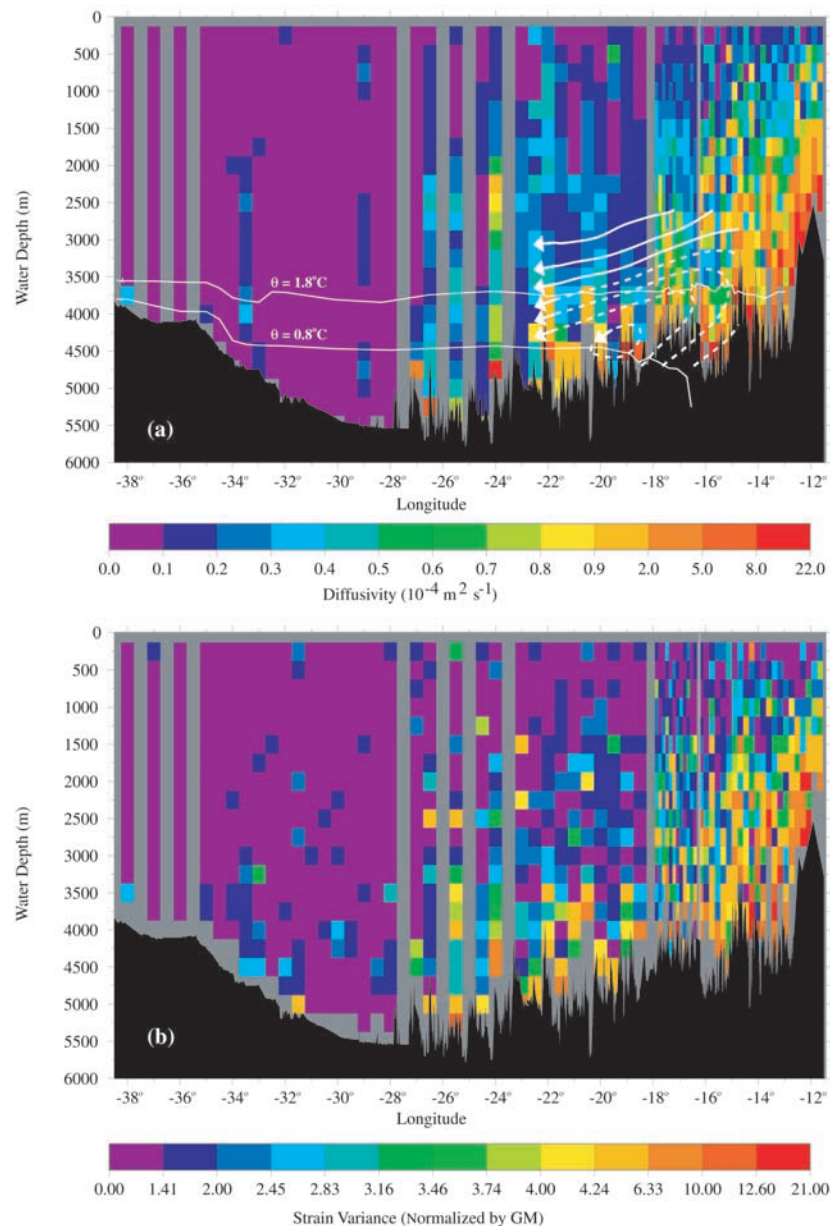 0
500
1000
1500
2000
2500
3000
3500
4000
4500
5000
5500
6000
Water Depth (m)
θ = 1.8°C
θ = 0.8°C
(a)
-38° -36° -34° -32° -30° -28° -26° -24° -22° -20° -18° -16° -14° -12°
Longitude
0.0 0.1 0.2 0.3 0.4 0.5 0.6 0.7 0.8 0.9 2.0 5.0 8.0 22.0
Diffusivity (10⁻⁴ m² s⁻¹)
0
500
1000
1500
2000
2500
3000
3500
4000
4500
5000
5500
6000
Water Depth (m)
(b)
-38° -36° -34° -32° -30° -28° -26° -24° -22° -20° -18° -16° -14° -12°
Longitude
0.00 1.41 2.00 2.45 2.83 3.16 3.46 3.74 4.00 4.24 6.33 10.00 12.60 21.00
Strain Variance (Normalized by GM)